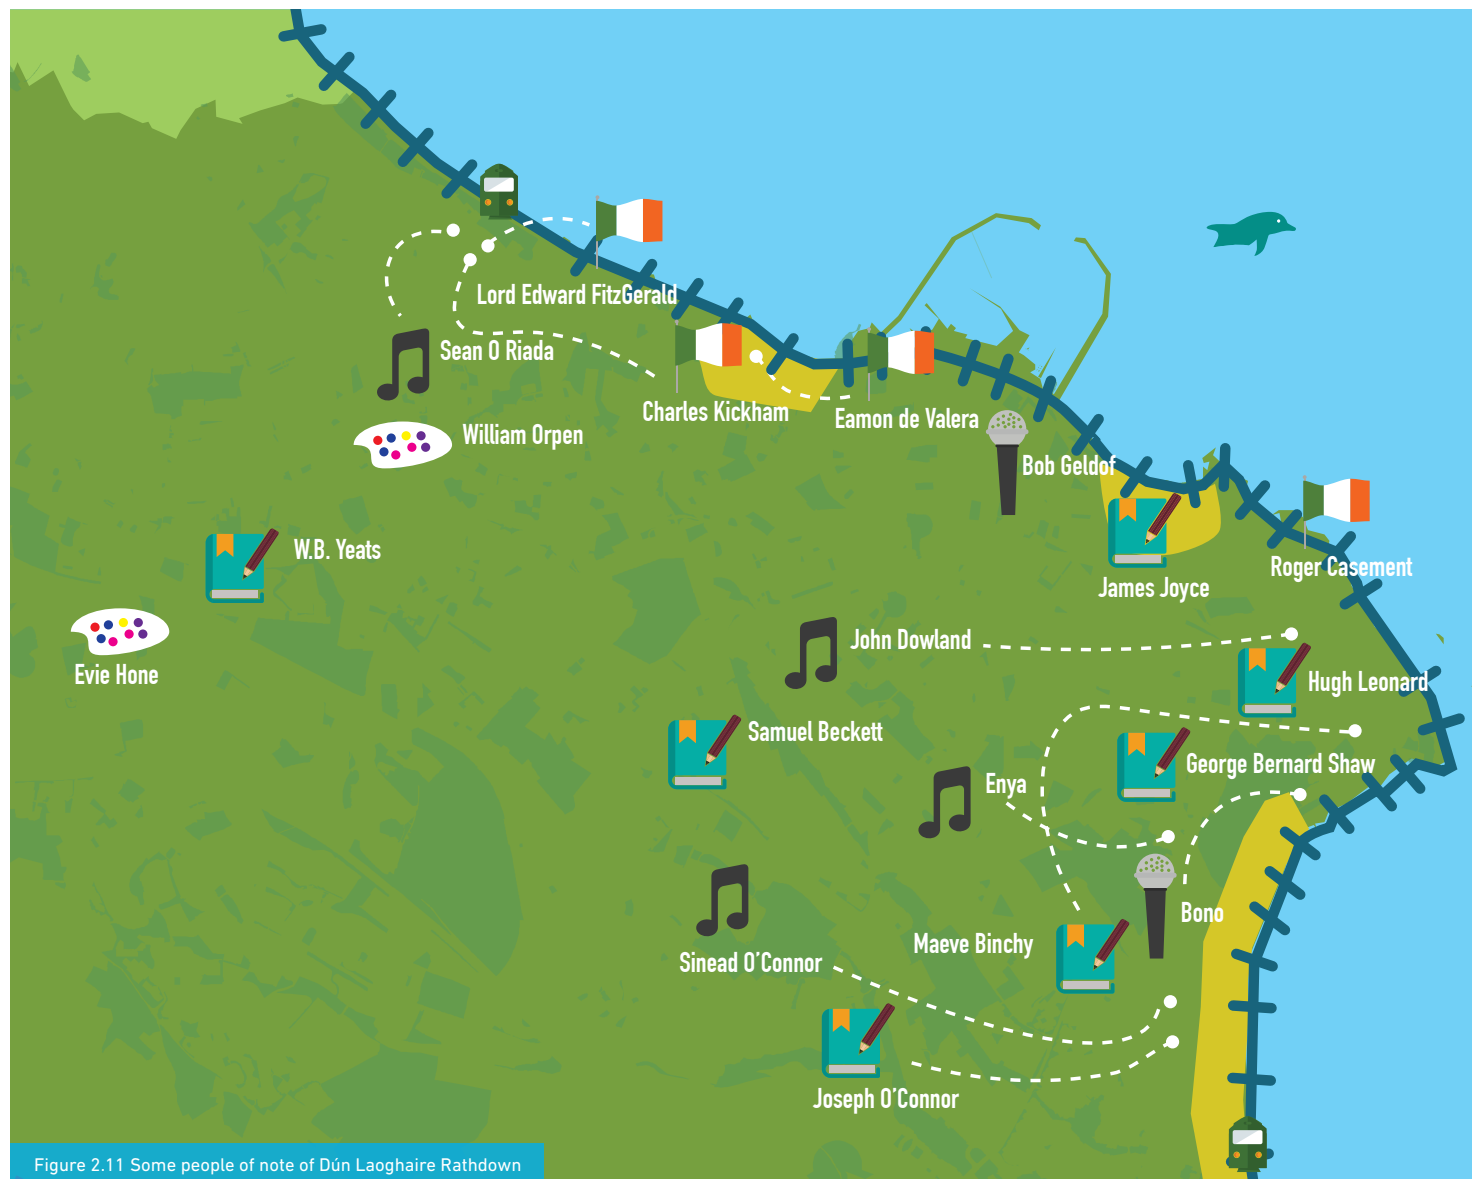 Lord Edward FitzGerald
Sean O Riada
Charles Kickham
Eamon de Valera
William Orpen
Bob Geldof
W.B. Yeats
Roger Casement
James Joyce
John Dowland
Evie Hone
Hugh Leonard
Samuel Beckett
George Bernard Shaw
Enya
Bono
Maeve Binchy
Sinead O'Connor
Joseph O'Connor
Figure 2.11 Some people of note of Dún Laoghaire Rathdown